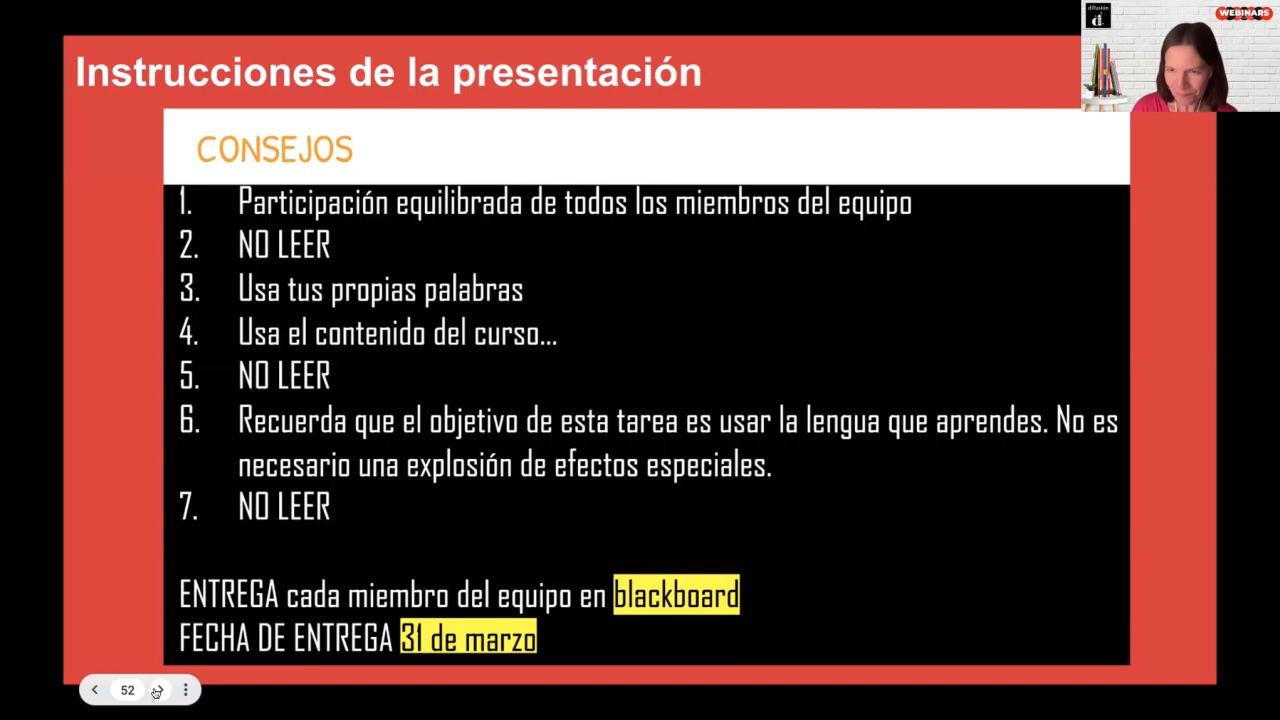 difusión
WEBINARS
Instrucciones de la presentación
CONSEJOS
1. Participación equilibrada de todos los miembros del equipo
2. NO LEER
3. Usa tus propias palabras
4. Usa el contenido del curso...
5. NO LEER
6. Recuerda que el objetivo de esta tarea es usar la lengua que aprendes. No es
necesario una explosión de efectos especiales.
7. NO LEER
ENTREGA cada miembro del equipo en blackboard
FECHA DE ENTREGA 31 de marzo
52